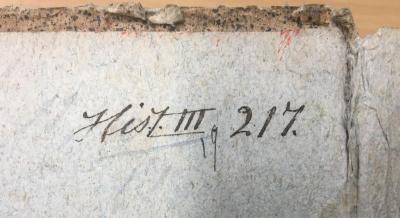 Hist. III, 217.